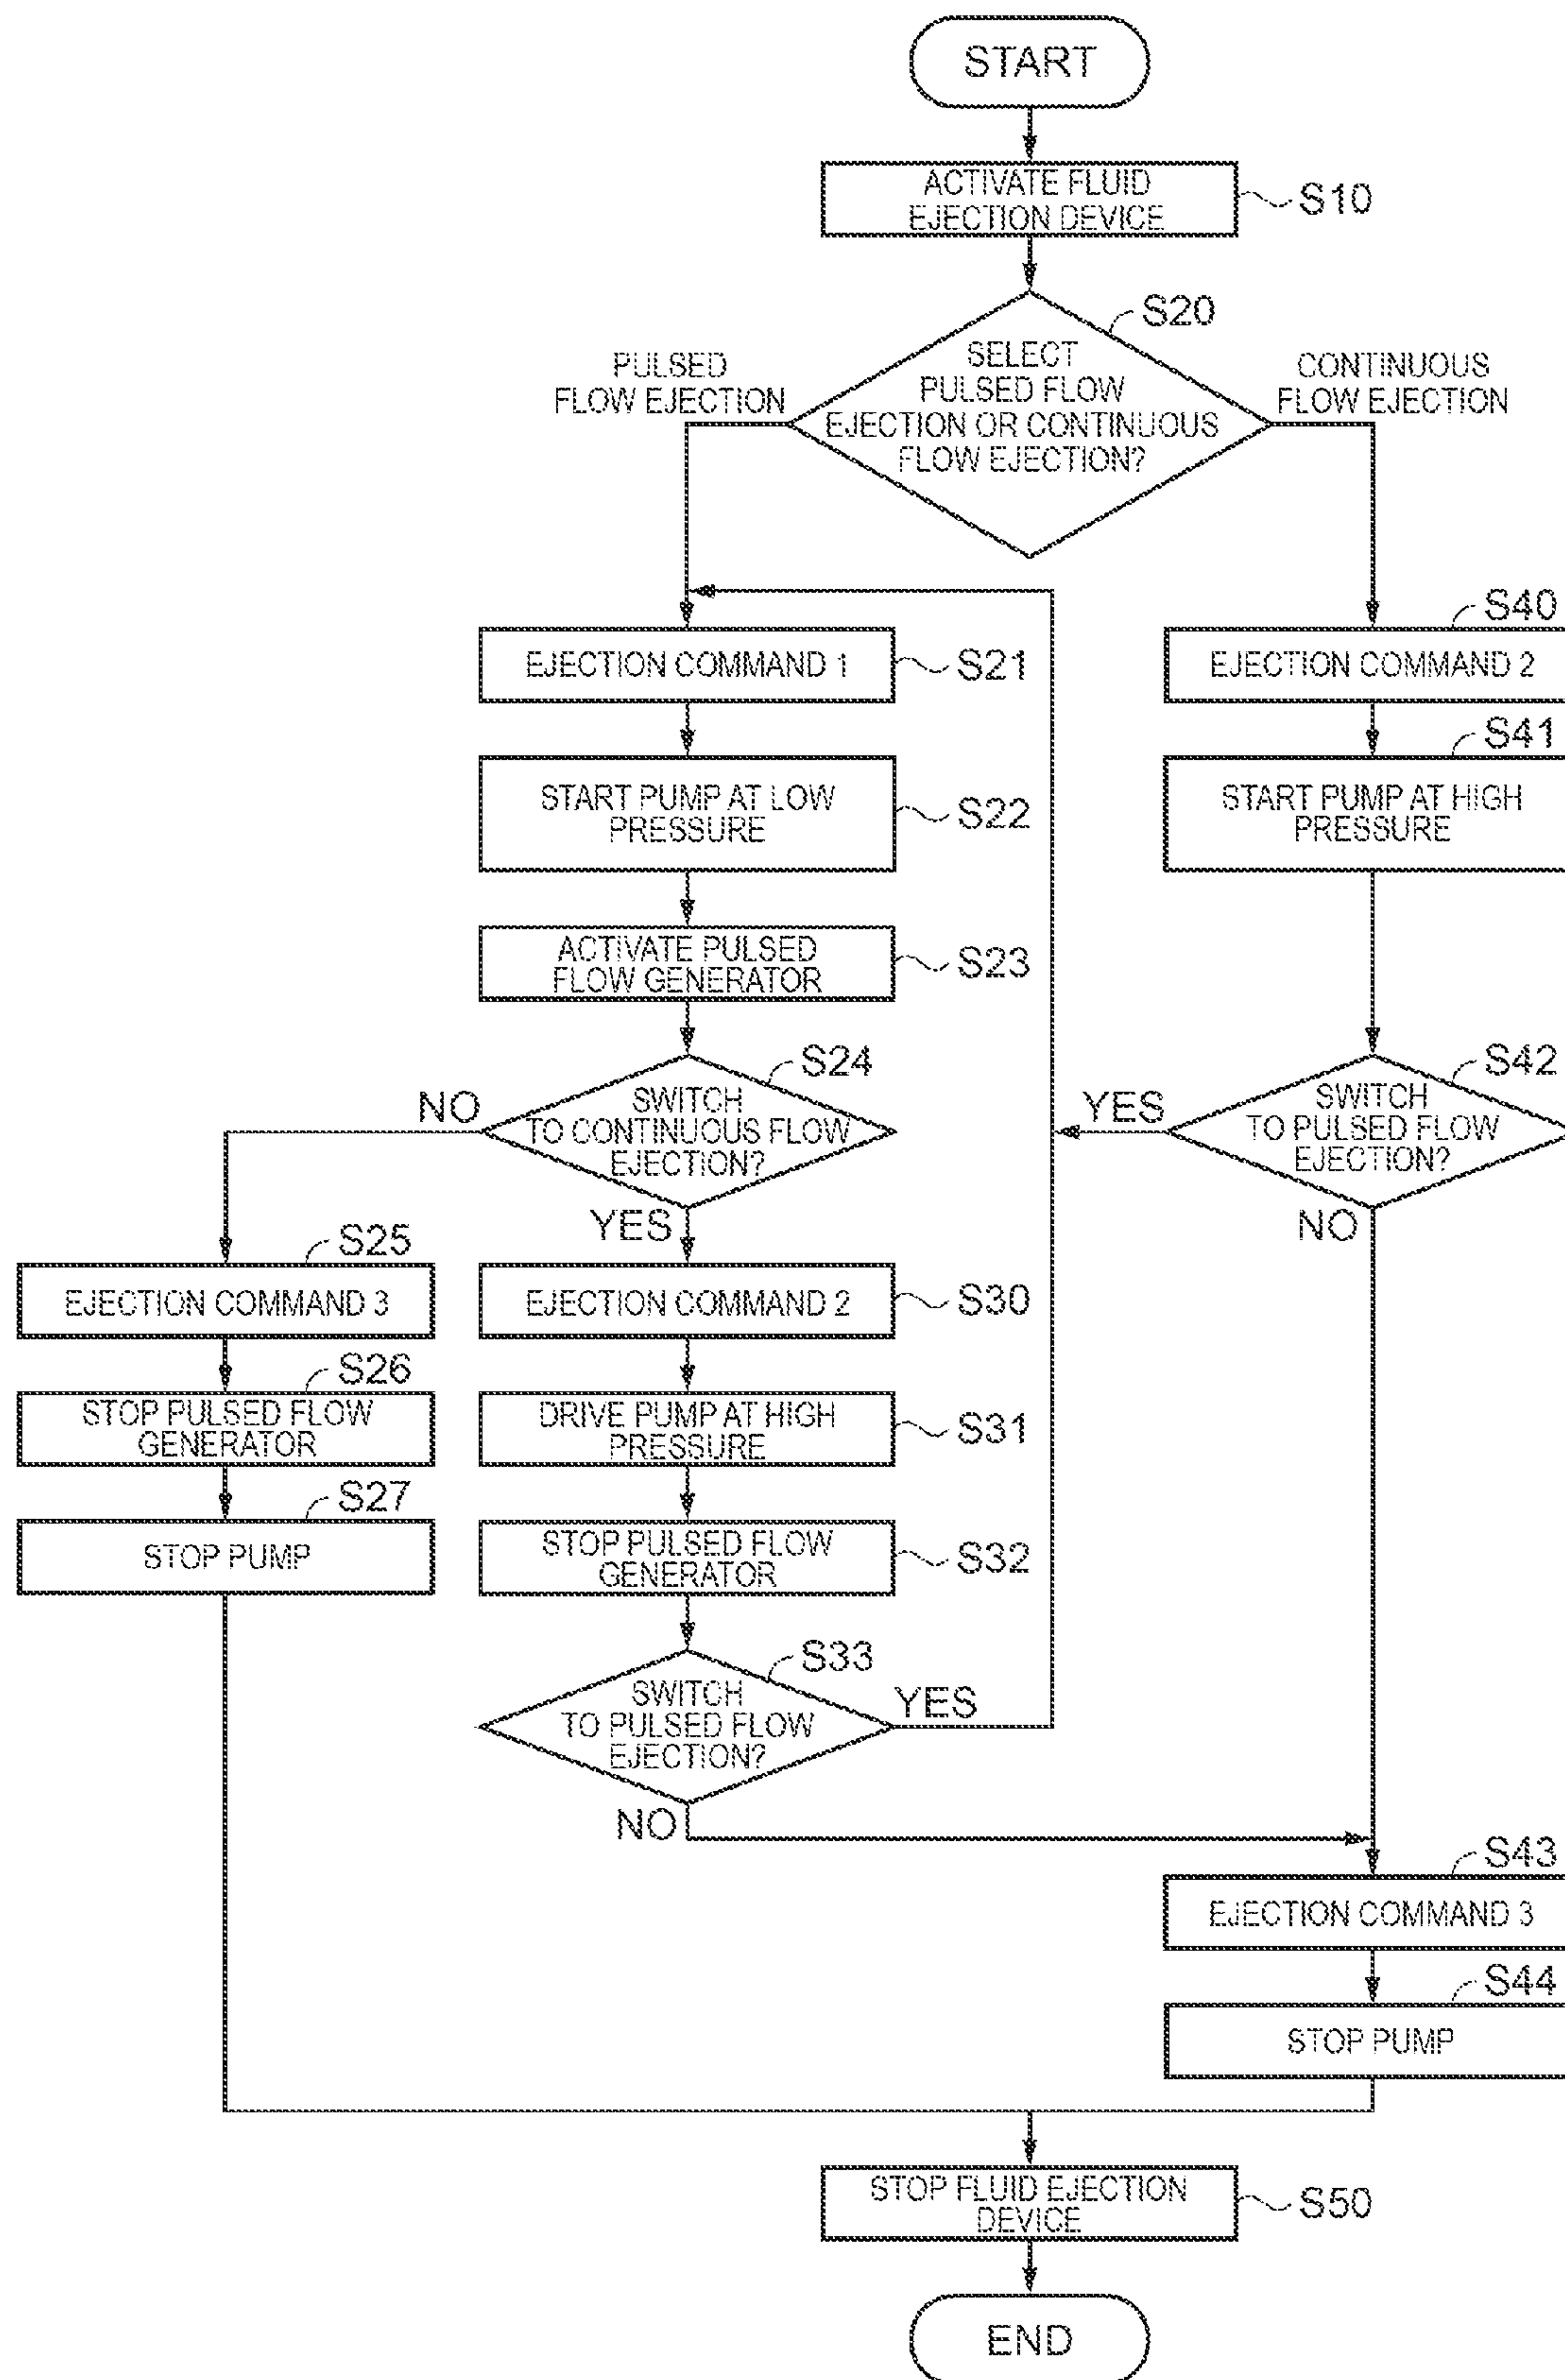 START
ACTIVATE FLUID
EJECTION DEVICE
S10
S20
SELECT
PULSED FLOW
EJECTION OR CONTINUOUS
FLOW EJECTION?
PULSED
FLOW EJECTION
CONTINUOUS
FLOW EJECTION
EJECTION COMMAND 1
S21
S40
EJECTION COMMAND 2
START PUMP AT LOW
PRESSURE
S22
S41
START PUMP AT HIGH
PRESSURE
ACTIVATE PULSED
FLOW GENERATOR
S23
S24
SWITCH
TO CONTINUOUS FLOW
EJECTION?
NO
YES
S42
SWITCH
TO PULSED FLOW
EJECTION?
YES
NO
S25
EJECTION COMMAND 3
EJECTION COMMAND 2
S30
S26
STOP PULSED FLOW
GENERATOR
DRIVE PUMP AT HIGH
PRESSURE
S31
S27
STOP PUMP
STOP PULSED FLOW
GENERATOR
S32
S33
SWITCH
TO PULSED FLOW
EJECTION?
YES
NO
S43
EJECTION COMMAND 3
S44
STOP PUMP
STOP FLUID EJECTION
DEVICE
S50
END